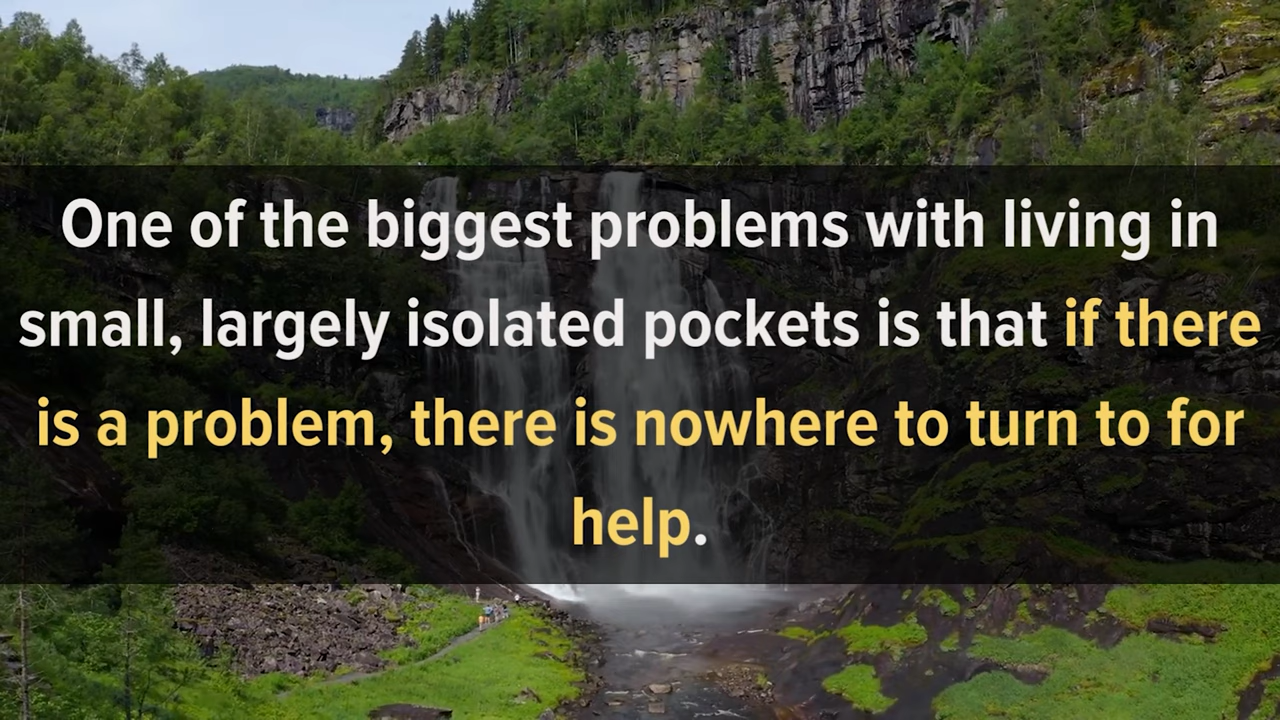 One of the biggest problems with living in
small, largely isolated pockets is that if there
is a problem, there is nowhere to turn to for
help.